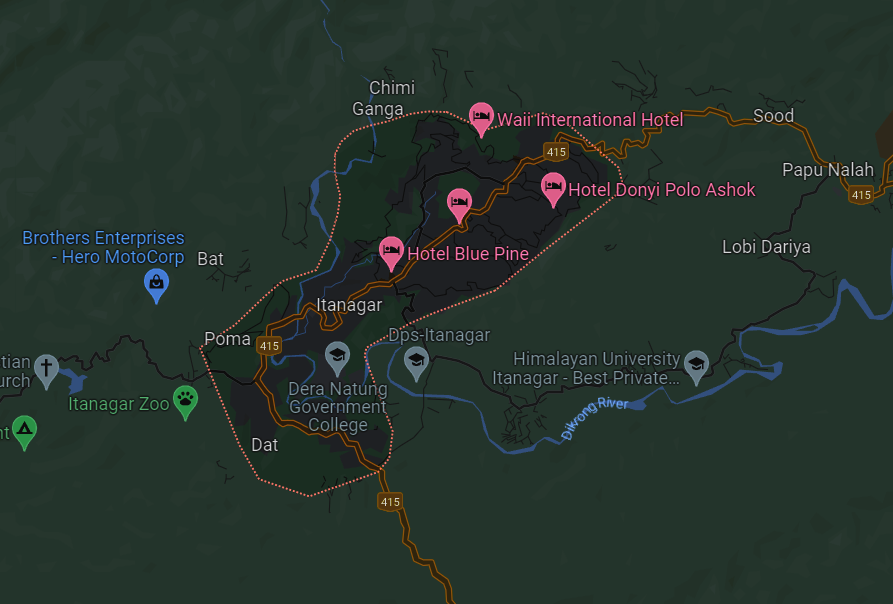 Chimi
Ganga
Waii International Hotel
Sood
415
Papu Nalah
Hotel Donyi Polo Ashok
415
Brothers Enterprises
- Hero MotoCorp
Bat
Hotel Blue Pine
Lobi Dariya
Itanagar
Poma
415
Dps-Itanagar
tian
urch
Himalayan University
Itanagar - Best Private...
Dera Natung
Government
College
Itanagar Zoo
Dikrong River
nt
Dat
415